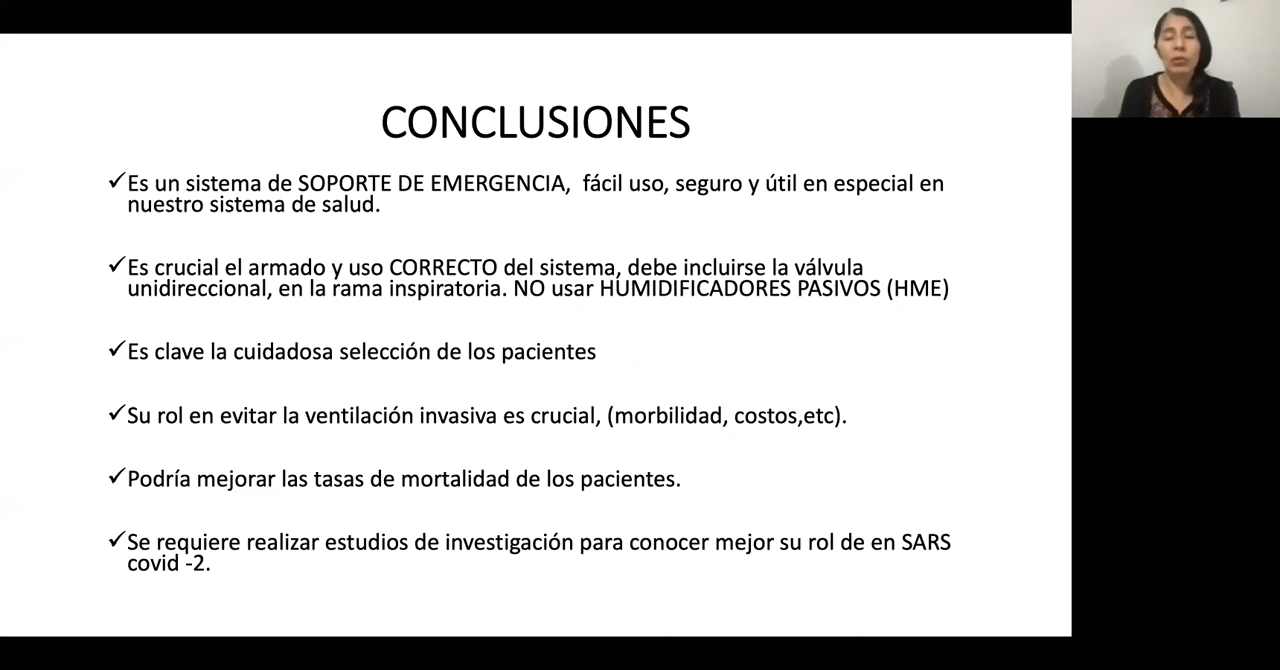 CONCLUSIONES
✓Es un sistema de SOPORTE DE EMERGENCIA,  fácil uso, seguro y útil en especial en
nuestro sistema de salud.
✓Es crucial el armado y uso CORRECTO del sistema, debe incluirse la válvula
unidireccional, en la rama inspiratoria. NO usar HUMIDIFICADORES PASIVOS (HME)
✓Es clave la cuidadosa selección de los pacientes
✓Su rol en evitar la ventilación invasiva es crucial, (morbilidad, costos,etc).
✓Podría mejorar las tasas de mortalidad de los pacientes.
✓Se requiere realizar estudios de investigación para conocer mejor su rol de en SARS
covid -2.